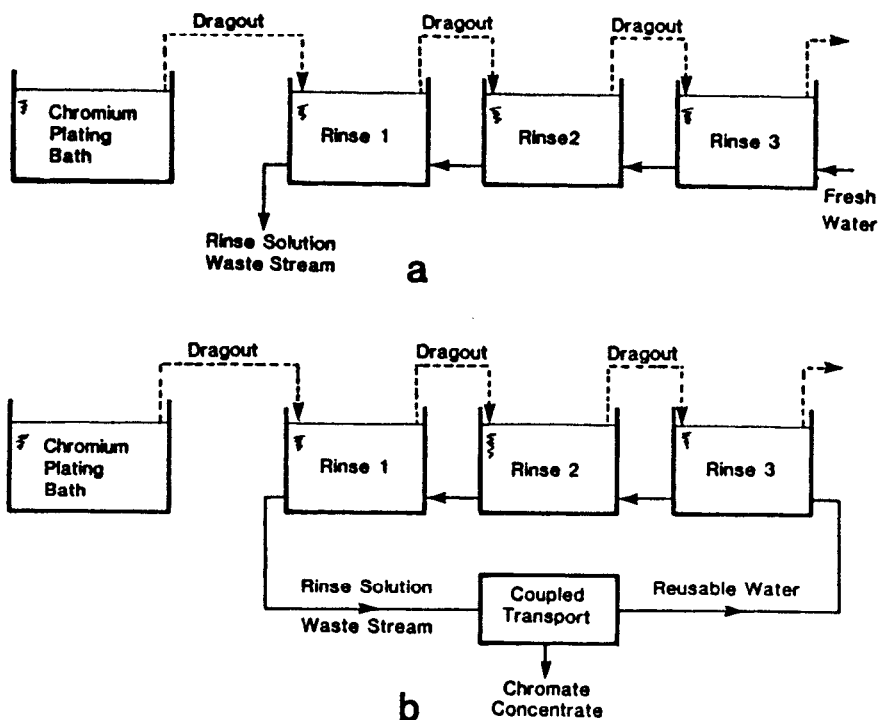 Dragout
Dragout
Dragout
Chromium
Plating
Bath
Rinse 1
Rinse2
Rinse 3
Fresh
Water
Rinse Solution
Waste Stream
a
Dragout
Dragout
Dragout
Chromium
Plating
Bath
Rinse 1
Rinse 2
Rinse 3
Rinse Solution
Waste Stream
Coupled
Transport
Reusable Water
Chromate
Concentrate
b